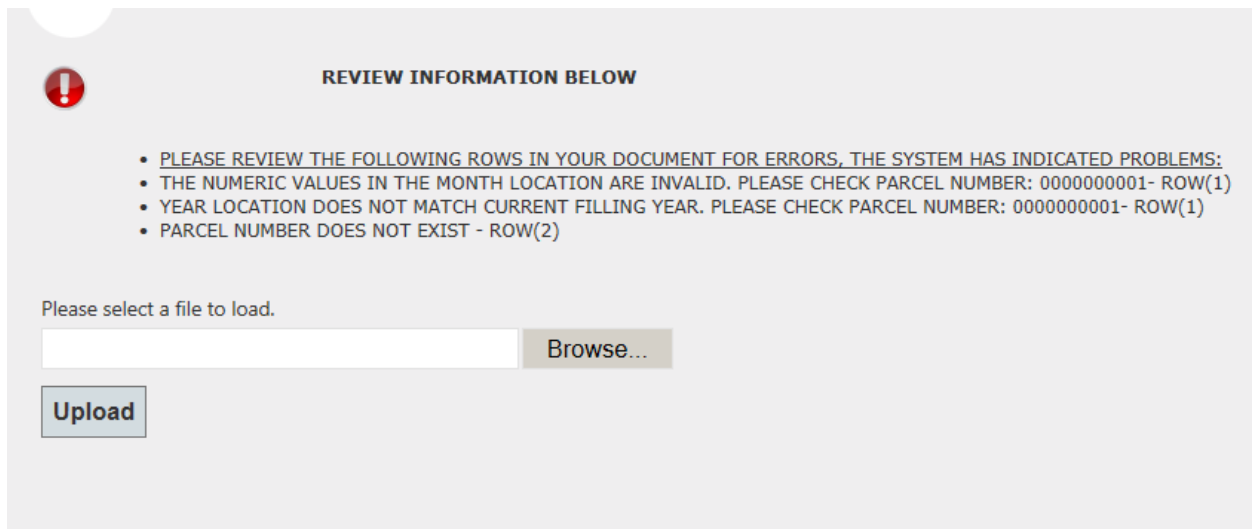 REVIEW INFORMATION BELOW
• PLEASE REVIEW THE FOLLOWING ROWS IN YOUR DOCUMENT FOR ERRORS, THE SYSTEM HAS INDICATED PROBLEMS:
• THE NUMERIC VALUES IN THE MONTH LOCATION ARE INVALID. PLEASE CHECK PARCEL NUMBER: 0000000001- ROW(1)
• YEAR LOCATION DOES NOT MATCH CURRENT FILLING YEAR. PLEASE CHECK PARCEL NUMBER: 0000000001- ROW(1)
• PARCEL NUMBER DOES NOT EXIST - ROW(2)
Please select a file to load.
Browse...
Upload